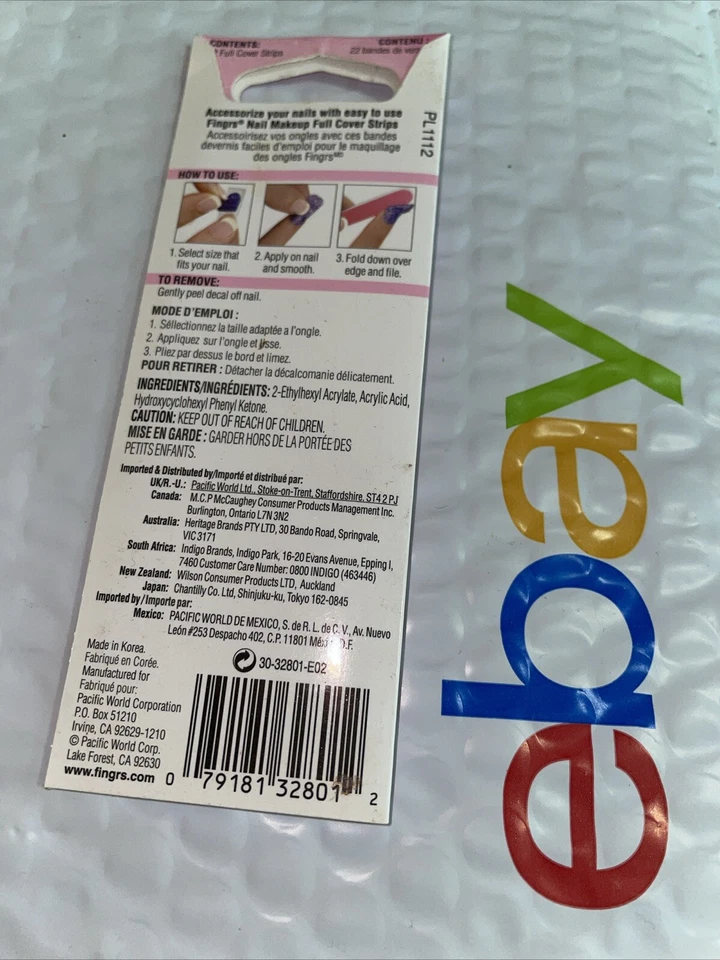 CONTENTS:
Full Cover Strips
CONTENU :
22 bandes de
Accessorize your nails with easy to use
Fingrs® Nail Makeup Full Cover Strips
Accessoirisez vos ongles avec ces bandes
devernis faciles d'emploi pour le maquillage
des ongles Fingrsᴹᴰ
PL1112
HOW TO USE:
1. Select size that
fits your nail.
2. Apply on nail
and smooth.
3. Fold down over
edge and file.
TO REMOVE:
Gently peel decal off nail.
MODE D'EMPLOI :
1. Séllectionnez la taille adaptée a l'ongle.
2. Appliquez sur l'ongle et lisse.
3. Pliez par dessus le bord et limez.
POUR RETIRER : Détacher la décalcomanie délicatement.
INGREDIENTS/INGRÉDIENTS: 2-Ethylhexyl Acrylate, Acrylic Acid,
Hydroxycyclohexyl Phenyl Ketone.
CAUTION: KEEP OUT OF REACH OF CHILDREN.
MISE EN GARDE : GARDER HORS DE LA PORTÉE DES
PETITS ENFANTS.
Imported & Distributed by/Importé et distribué par:
UK/R.-U.: Pacific World Ltd., Stoke-on-Trent, Staffordshire, ST4 2 PJ
Canada: M.C.P McCaughey Consumer Products Management Inc.
Burlington, Ontario L7N 3N2
Australia: Heritage Brands PTY LTD, 30 Bando Road, Springvale,
VIC 3171
South Africa: Indigo Brands, Indigo Park, 16-20 Evans Avenue, Epping I,
7460 Customer Care Number: 0800 INDIGO (463446)
New Zealand: Wilson Consumer Products LTD, Auckland
Japan: Chantilly Co. Ltd, Shinjuku-ku, Tokyo 162-0845
Imported by/Importe par:
Mexico: PACIFIC WORLD DE MEXICO, S. de R. L. de C. V., Av. Nuevo
León #253 Despacho 402, C.P. 11801 D.F.
Made in Korea.
Fabriqué en Corée.
Manufactured for
Fabriqué pour:
Pacific World Corporation
P.O. Box 51210
Irvine, CA 92629-1210
© Pacific World Corp.
Lake Forest, CA 92630
www.fingrs.com
30-32801-E02
0 79181 32801 2
ebay